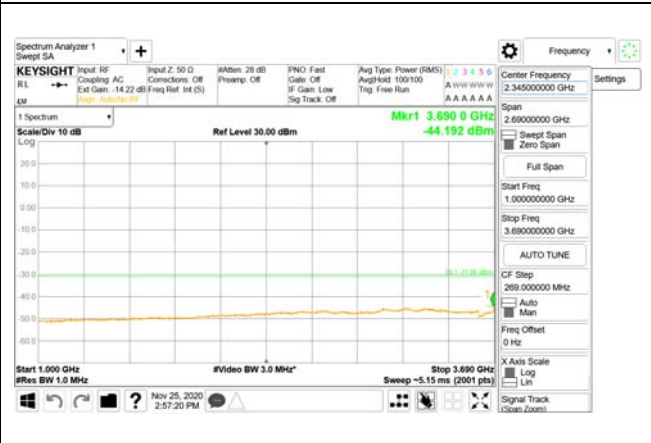 Spectrum Analyzer 1
Swept SA
Frequency
KEYSIGHT
R L
Input: RF
Coupling: AC
Ext Gain: -14.22 dB
Align: Auto/No RF
Input Z: 50 Ω
Corrections: Off
Freq Ref: Int (S)
#Atten: 28 dB
Preamp: Off
PNO: Fast
Gate: Off
IF Gain: Low
Sig Track: Off
Avg Type: Power (RMS)
Avg|Hold: 100/100
Trig: Free Run
1 2 3 4 5 6
A W W W W W
A A A A A A
1 Spectrum
Scale/Div 10 dB
Log
Ref Level 30.00 dBm
Mkr1 3.690 0 GHz
-44.192 dBm
20.0
10.0
0.00
-10.0
-20.0
-30.0
-40.0
-50.0
-60.0
1
Start 1.000 GHz
#Res BW 1.0 MHz
#Video BW 3.0 MHz*
Stop 3.690 GHz
Sweep ~5.15 ms (2001 pts)
Nov 25, 2020
2:57:20 PM
Center Frequency
2.345000000 GHz
Settings
Span
2.69000000 GHz
Swept Span
Zero Span
Full Span
Start Freq
1.000000000 GHz
Stop Freq
3.690000000 GHz
AUTO TUNE
CF Step
269.000000 MHz
Auto
Man
Freq Offset
0 Hz
X Axis Scale
Log
Lin
Signal Track
(Span Zoom)